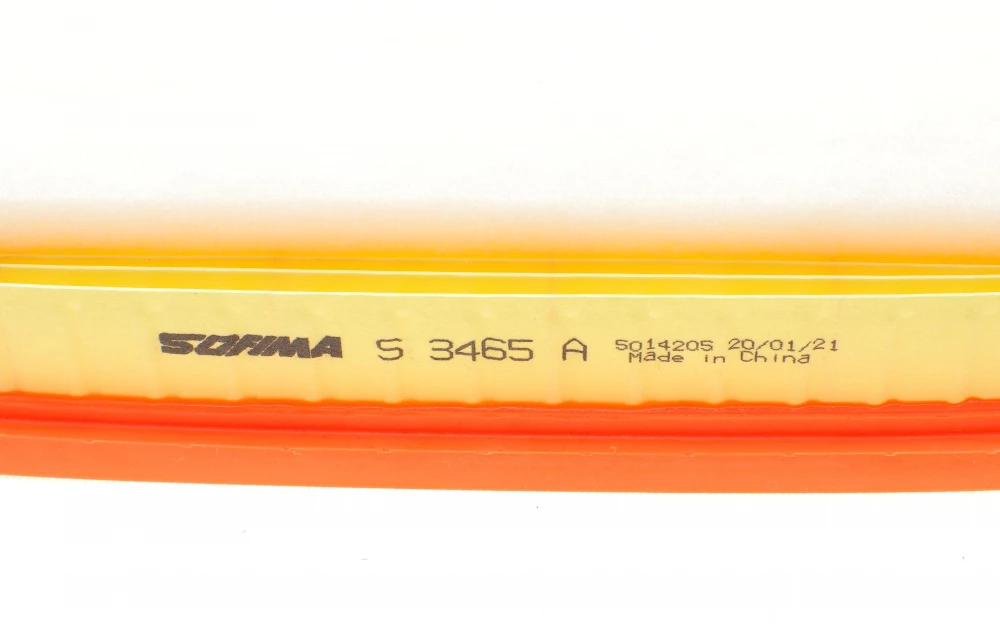 SOFIMA S 3465 A 5014205 20/01/21
Made in China